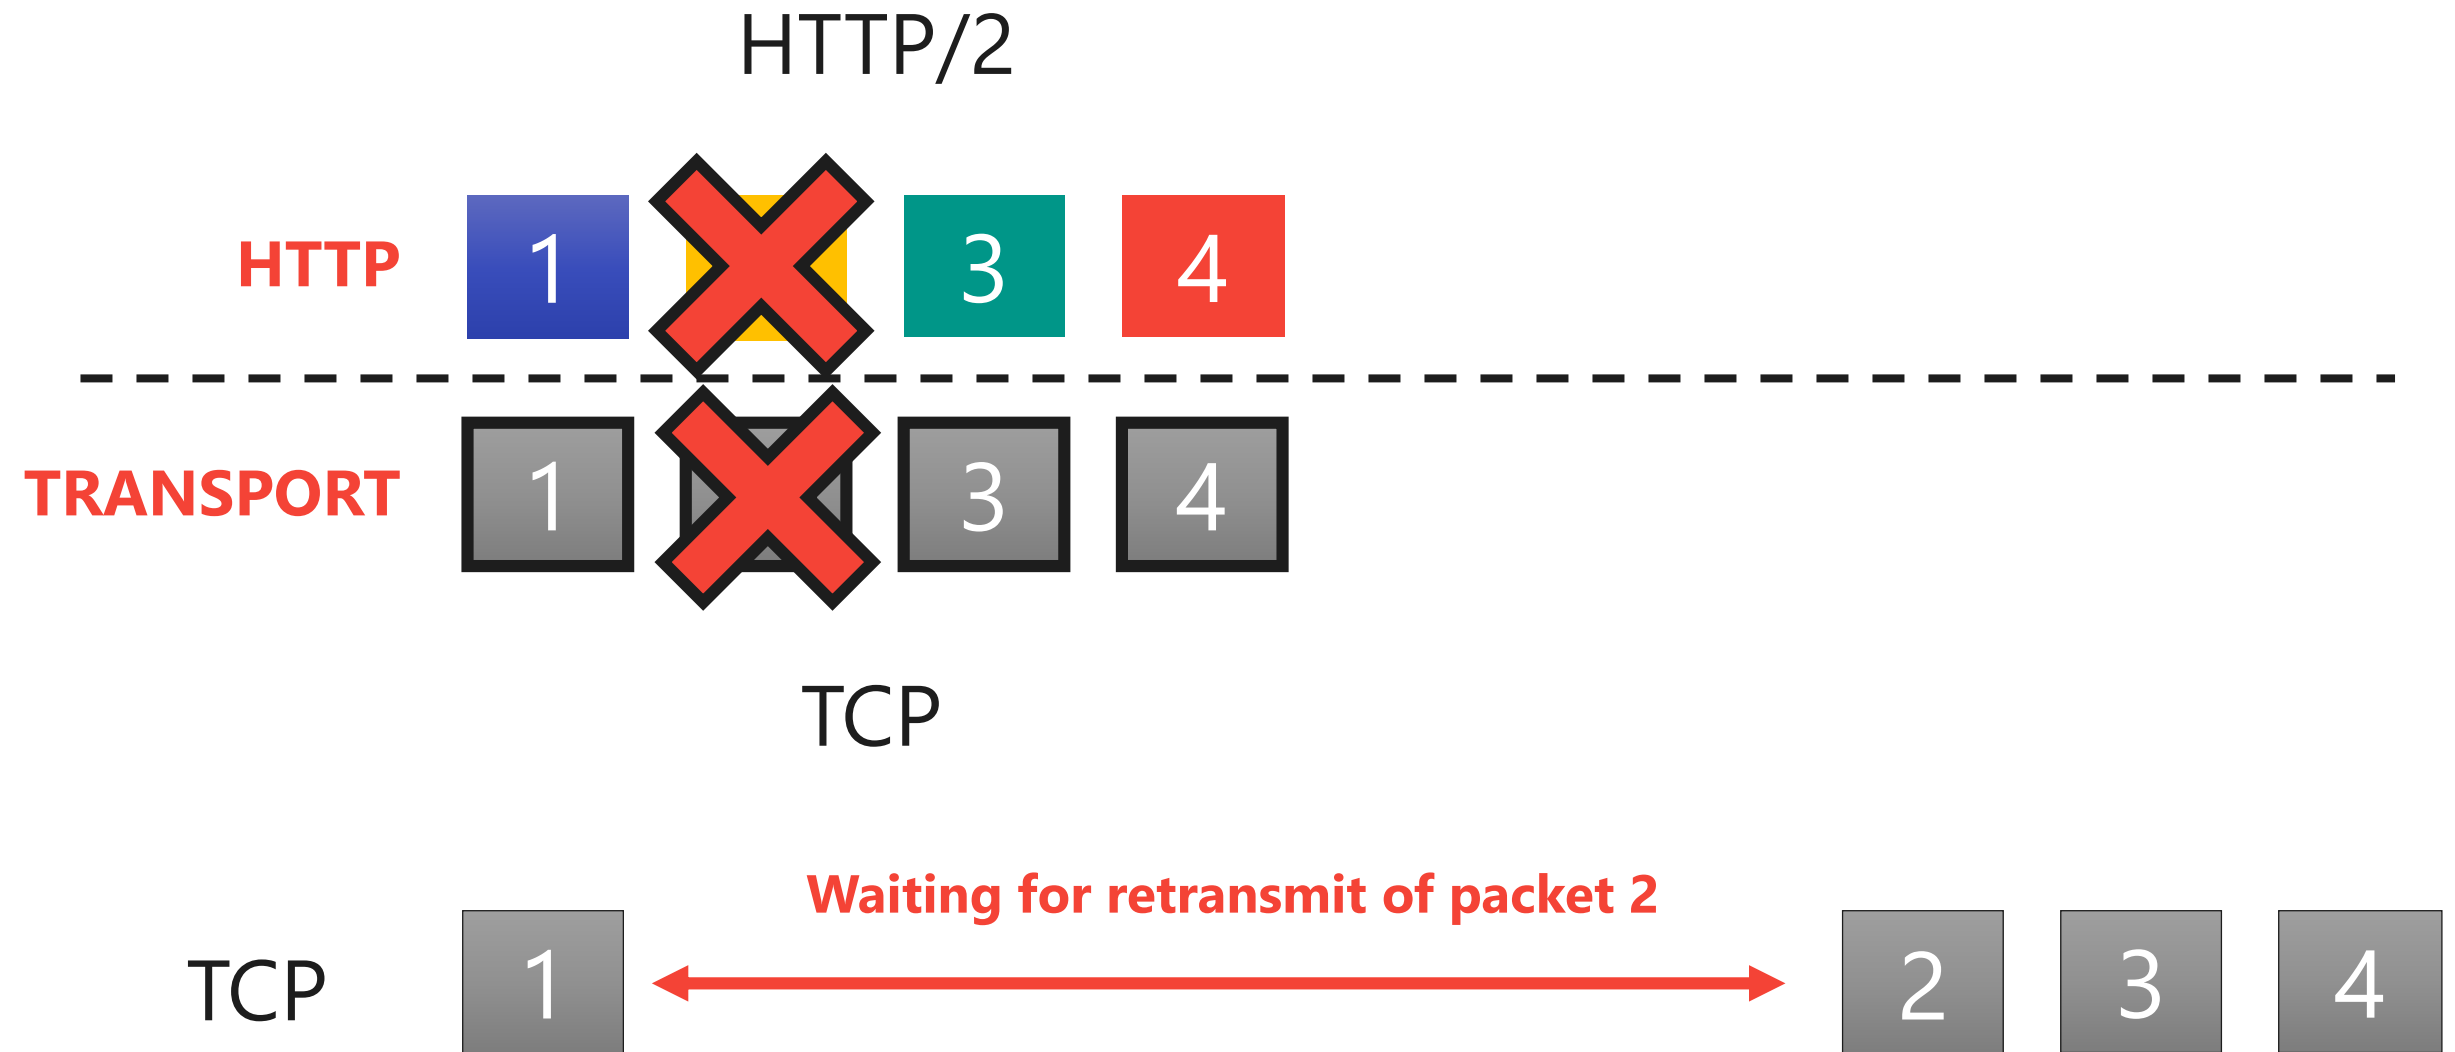 HTTP/2
HTTP 1 3 4
TRANSPORT 1 3 4
TCP
Waiting for retransmit of packet 2
TCP 1 2 3 4